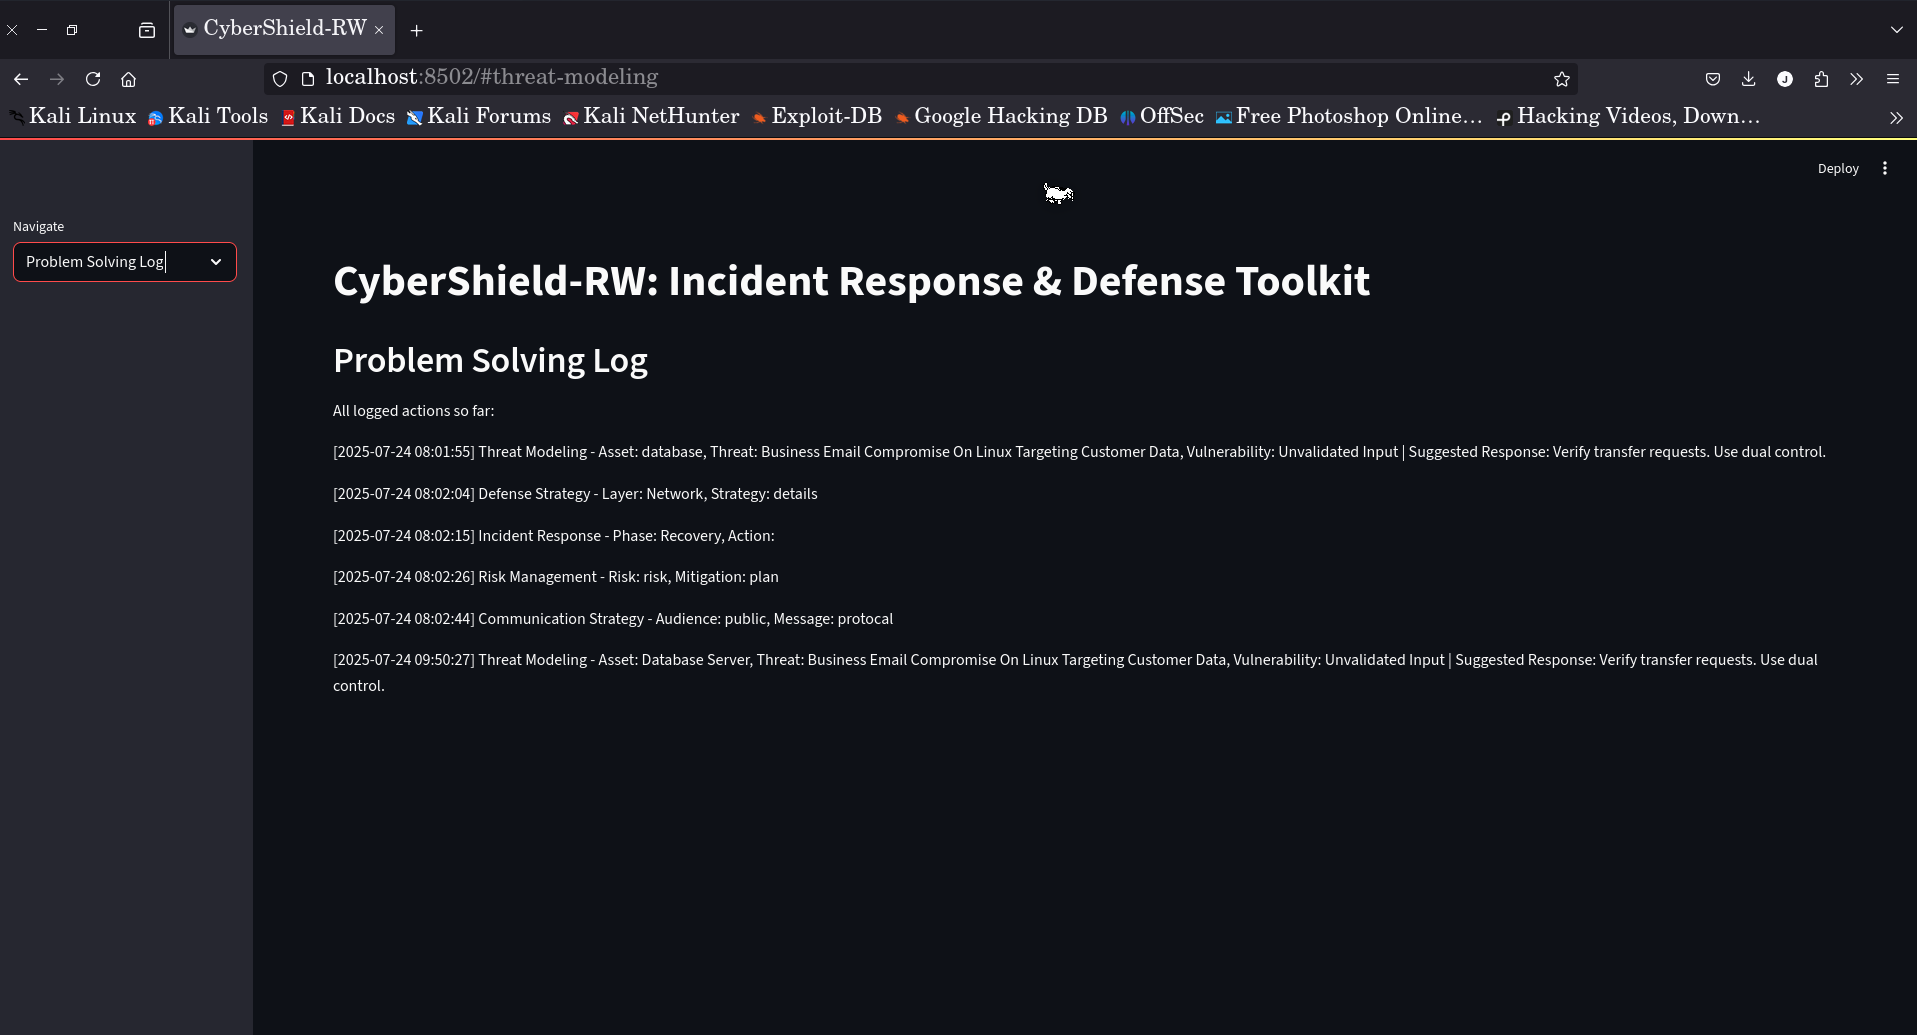 CyberShield-RW
localhost:8502/#threat-modeling
Kali Linux Kali Tools Kali Docs Kali Forums Kali NetHunter Exploit-DB Google Hacking DB OffSec Free Photoshop Online… Hacking Videos, Down…
Deploy
Navigate
Problem Solving Log
CyberShield-RW: Incident Response & Defense Toolkit
Problem Solving Log
All logged actions so far:
[2025-07-24 08:01:55] Threat Modeling - Asset: database, Threat: Business Email Compromise On Linux Targeting Customer Data, Vulnerability: Unvalidated Input | Suggested Response: Verify transfer requests. Use dual control.
[2025-07-24 08:02:04] Defense Strategy - Layer: Network, Strategy: details
[2025-07-24 08:02:15] Incident Response - Phase: Recovery, Action:
[2025-07-24 08:02:26] Risk Management - Risk: risk, Mitigation: plan
[2025-07-24 08:02:44] Communication Strategy - Audience: public, Message: protocal
[2025-07-24 09:50:27] Threat Modeling - Asset: Database Server, Threat: Business Email Compromise On Linux Targeting Customer Data, Vulnerability: Unvalidated Input | Suggested Response: Verify transfer requests. Use dual
control.